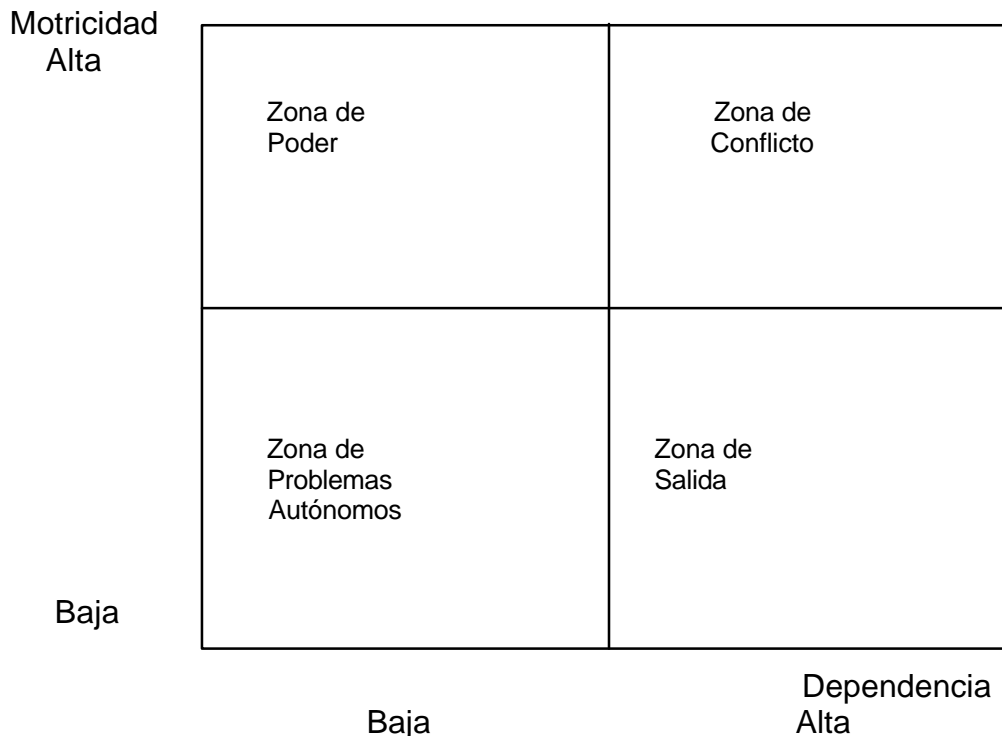 Motricidad
Alta
Zona de
Poder
Zona de
Conflicto
Zona de
Problemas
Autónomos
Zona de
Salida
Baja
Dependencia
Baja
Alta